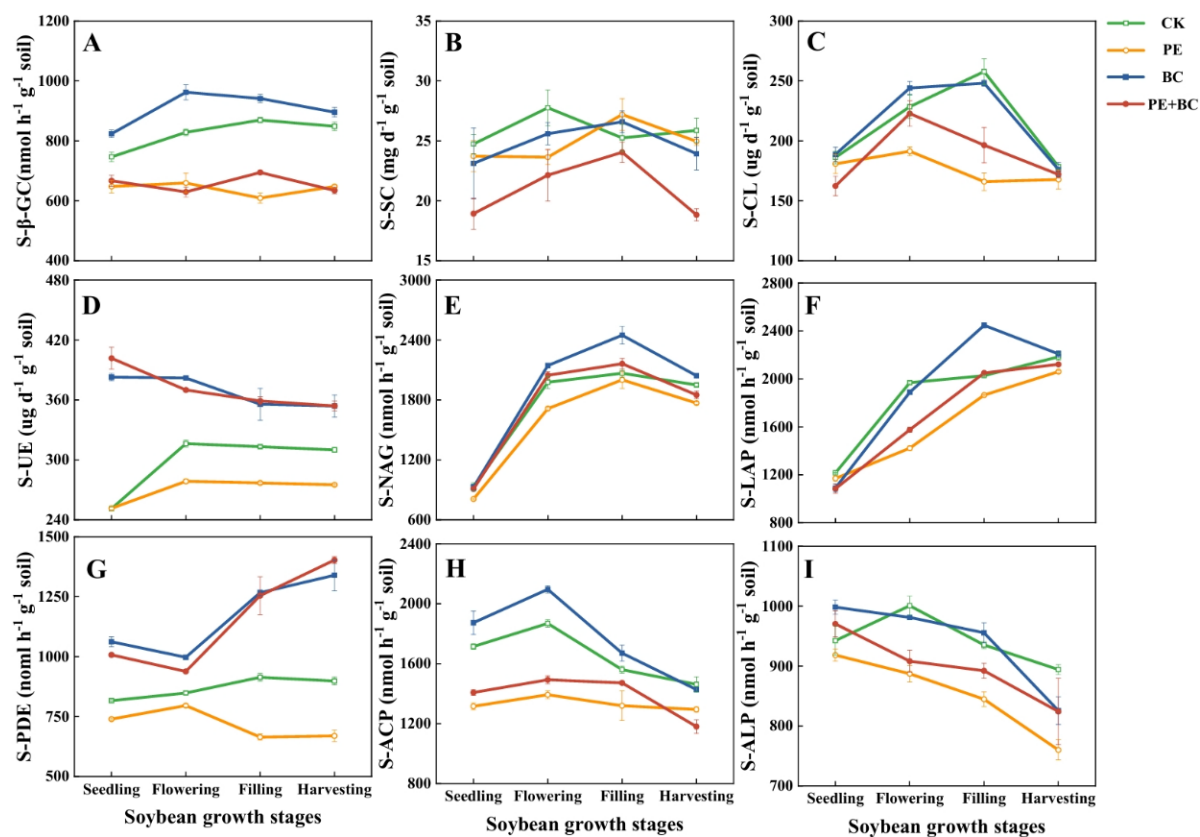 A
S-β-GC(nmol h⁻¹ g⁻¹ soil)
1200
1000
800
600
400
B
S-SC (mg d⁻¹ g⁻¹ soil)
35
30
25
20
15
C
S-CL (ug d⁻¹ g⁻¹ soil)
300
250
200
150
100
CK
PE
BC
PE+BC
D
S-UE (ug d⁻¹ g⁻¹ soil)
480
420
360
300
240
E
S-NAG (nmol h⁻¹ g⁻¹ soil)
3000
2400
1800
1200
600
F
S-LAP (nmol h⁻¹ g⁻¹ soil)
2800
2400
2000
1600
1200
800
G
S-PDE (noml h⁻¹ g⁻¹ soil)
1500
1250
1000
750
500
Seedling Flowering Filling Harvesting
Soybean growth stages
H
S-ACP (nmol h⁻¹ g⁻¹ soil)
2400
2000
1600
1200
800
Seedling Flowering Filling Harvesting
Soybean growth stages
I
S-ALP (nmol h⁻¹ g⁻¹ soil)
1100
1000
900
800
700
Seedling Flowering Filling Harvesting
Soybean growth stages